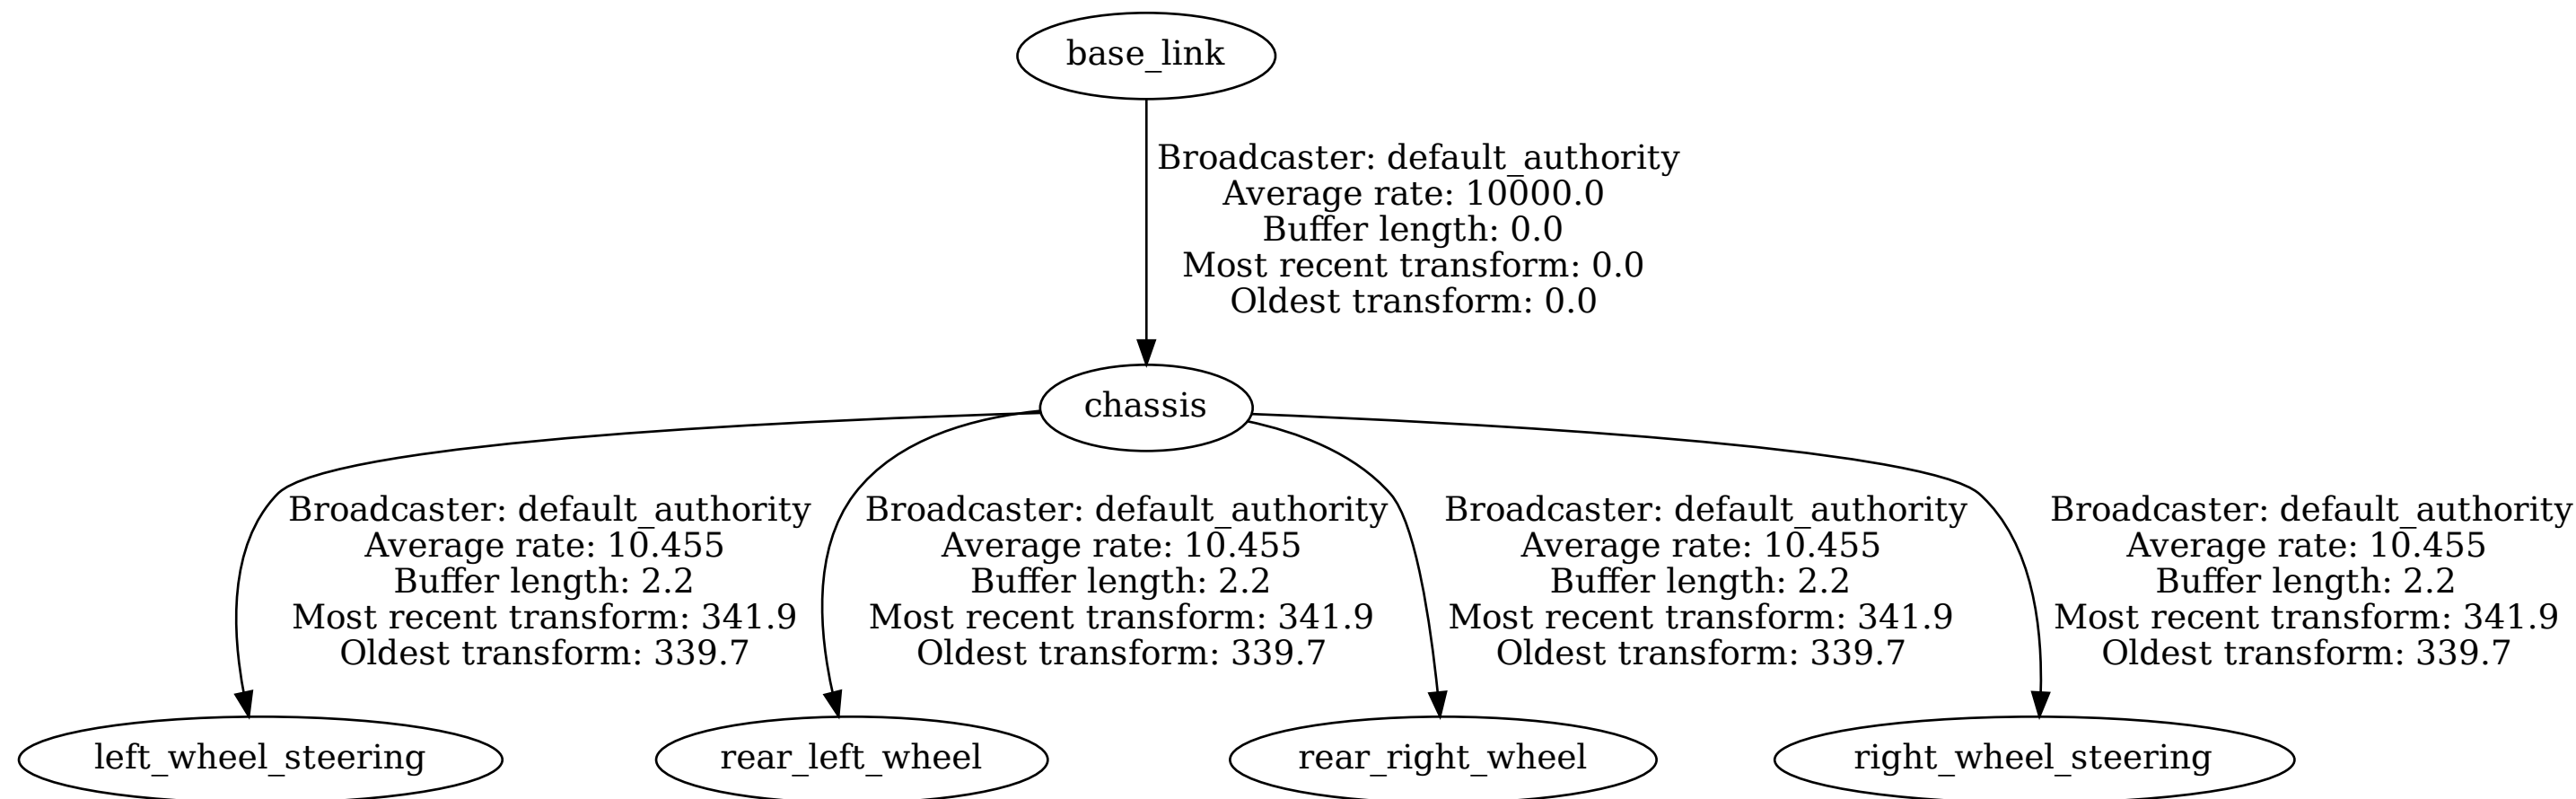 base_link
Broadcaster: default_authority
Average rate: 10000.0
Buffer length: 0.0
Most recent transform: 0.0
Oldest transform: 0.0
chassis
Broadcaster: default_authority
Average rate: 10.455
Buffer length: 2.2
Most recent transform: 341.9
Oldest transform: 339.7
Broadcaster: default_authority
Average rate: 10.455
Buffer length: 2.2
Most recent transform: 341.9
Oldest transform: 339.7
Broadcaster: default_authority
Average rate: 10.455
Buffer length: 2.2
Most recent transform: 341.9
Oldest transform: 339.7
Broadcaster: default_authority
Average rate: 10.455
Buffer length: 2.2
Most recent transform: 341.9
Oldest transform: 339.7
left_wheel_steering
rear_left_wheel
rear_right_wheel
right_wheel_steering